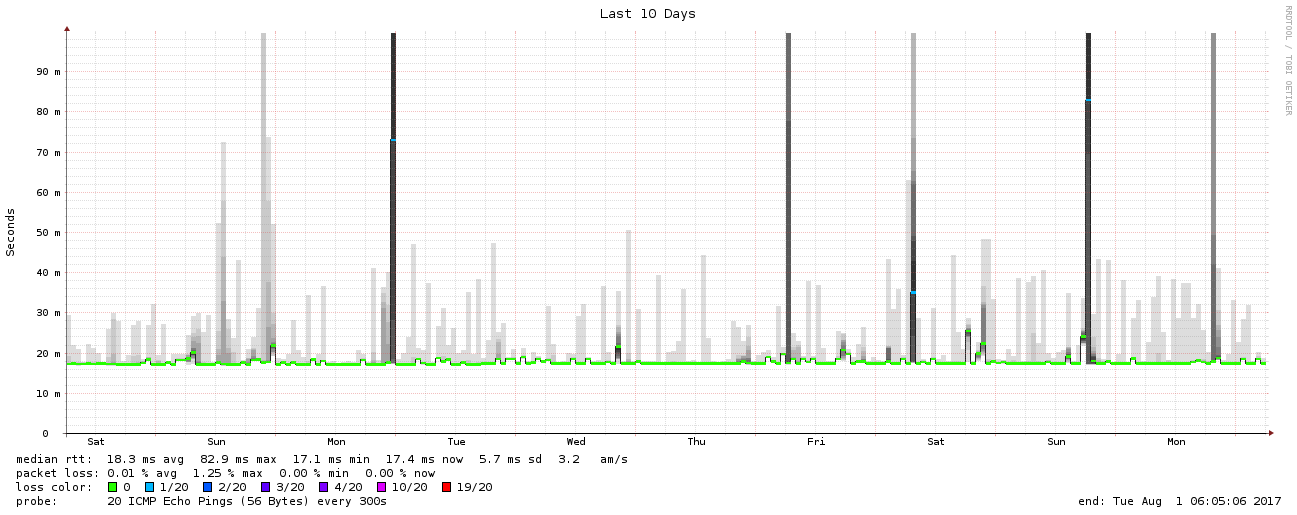 Last 10 Days
RRDTOOL / TOBI OETIKER
Seconds
90 m
80 m
70 m
60 m
50 m
40 m
30 m
20 m
10 m
0
Sat Sun Mon Tue Wed Thu Fri Sat Sun Mon
median rtt: 18.3 ms avg 82.9 ms max 17.1 ms min 17.4 ms now 5.7 ms sd 3.2 am/s
packet loss: 0.01 % avg 1.25 % max 0.00 % min 0.00 % now
loss color: 0 1/20 2/20 3/20 4/20 10/20 19/20
probe: 20 ICMP Echo Pings (56 Bytes) every 300s end: Tue Aug 1 06:05:06 2017